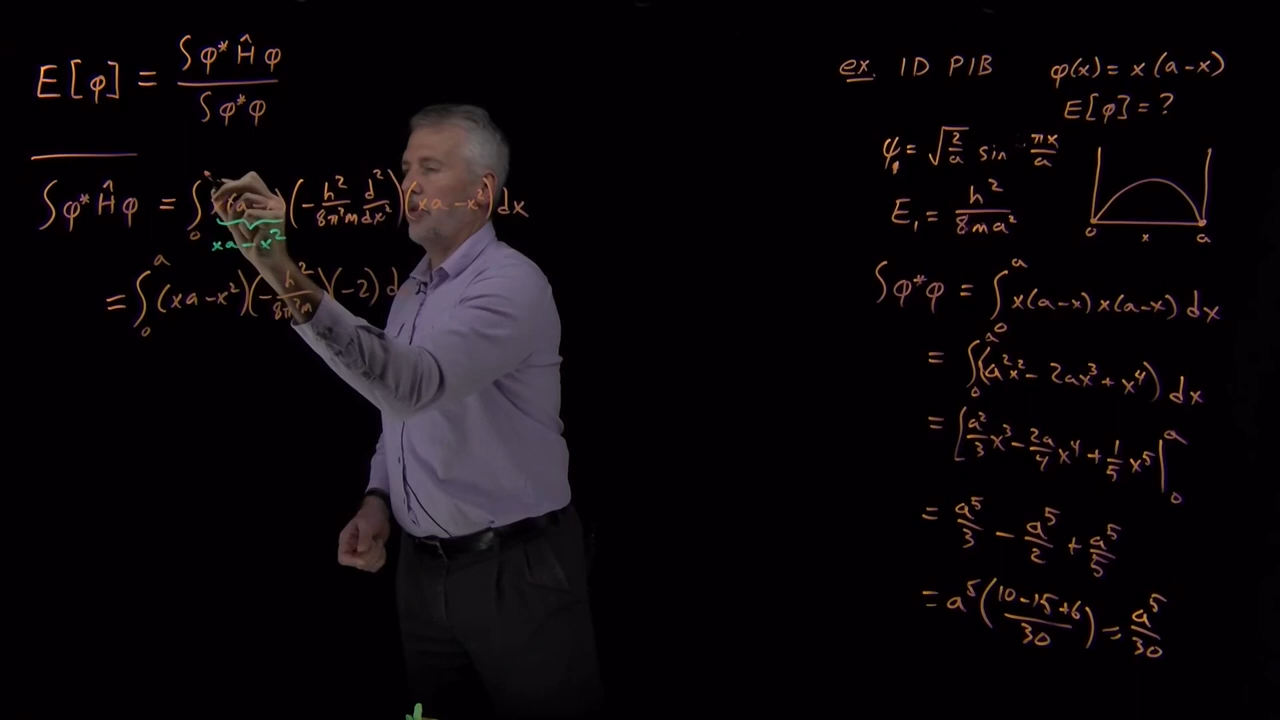 E[φ] = ∫φ*Ĥφ / ∫φ*φ
∫φ*Ĥφ = ∫₀ (-h²/8π²m d²/dx²)(xa-x²)dx
xa-x²
= ∫₀ᵃ (xa-x²)(-h²/8π²m)(-2) d
ex. 1D PIB φ(x) = x(a-x)
E[φ] = ?
ψ₁ = √(2/a) sin πx/a
E₁ = h²/8ma²
0 x a
∫φ*φ = ∫₀ᵃ x(a-x)x(a-x) dx
= ∫₀ᵃ (a²x² - 2ax³ + x⁴) dx
= [a²/3 x³ - 2a/4 x⁴ + 1/5 x⁵|₀ᵃ
= a⁵/3 - a⁵/2 + a⁵/5
= a⁵((10-15+6)/30) = a⁵/30